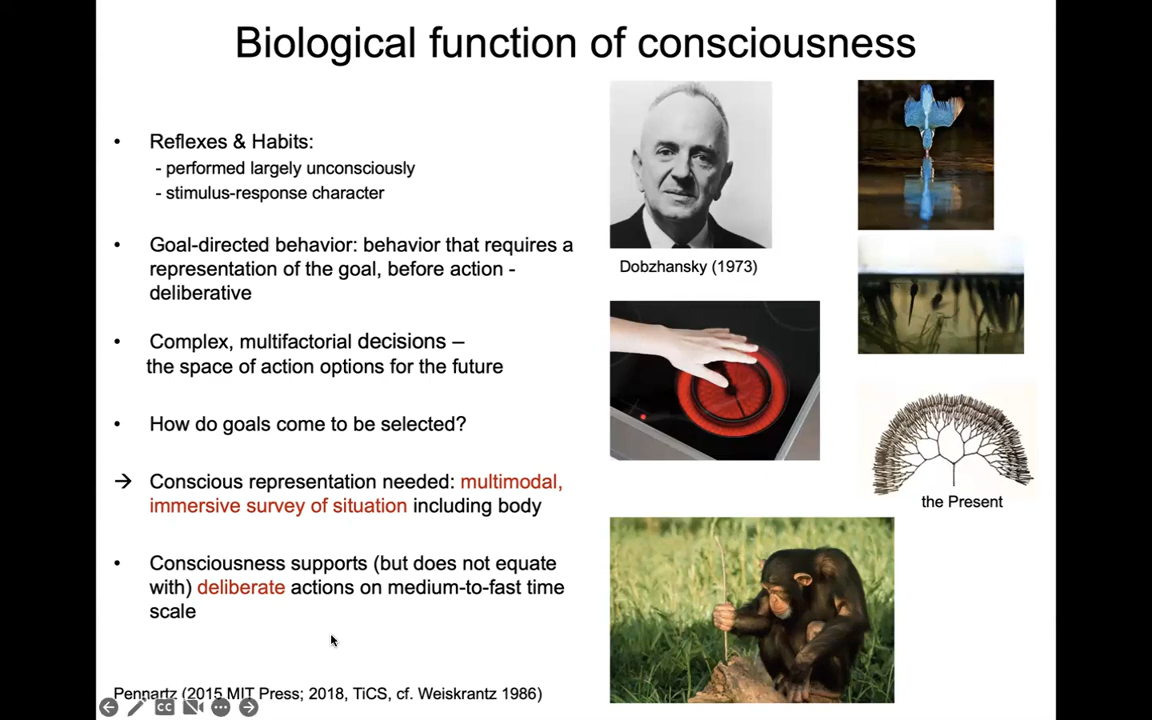 Biological function of consciousness
• Reflexes & Habits:
- performed largely unconsciously
- stimulus-response character
• Goal-directed behavior: behavior that requires a
representation of the goal, before action -
deliberative
• Complex, multifactorial decisions –
the space of action options for the future
• How do goals come to be selected?
→ Conscious representation needed: multimodal,
immersive survey of situation including body
• Consciousness supports (but does not equate
with) deliberate actions on medium-to-fast time
scale
Pennartz (2015 MIT Press; 2018, TiCS, cf. Weiskrantz 1986)
Dobzhansky (1973)
the Present
CC